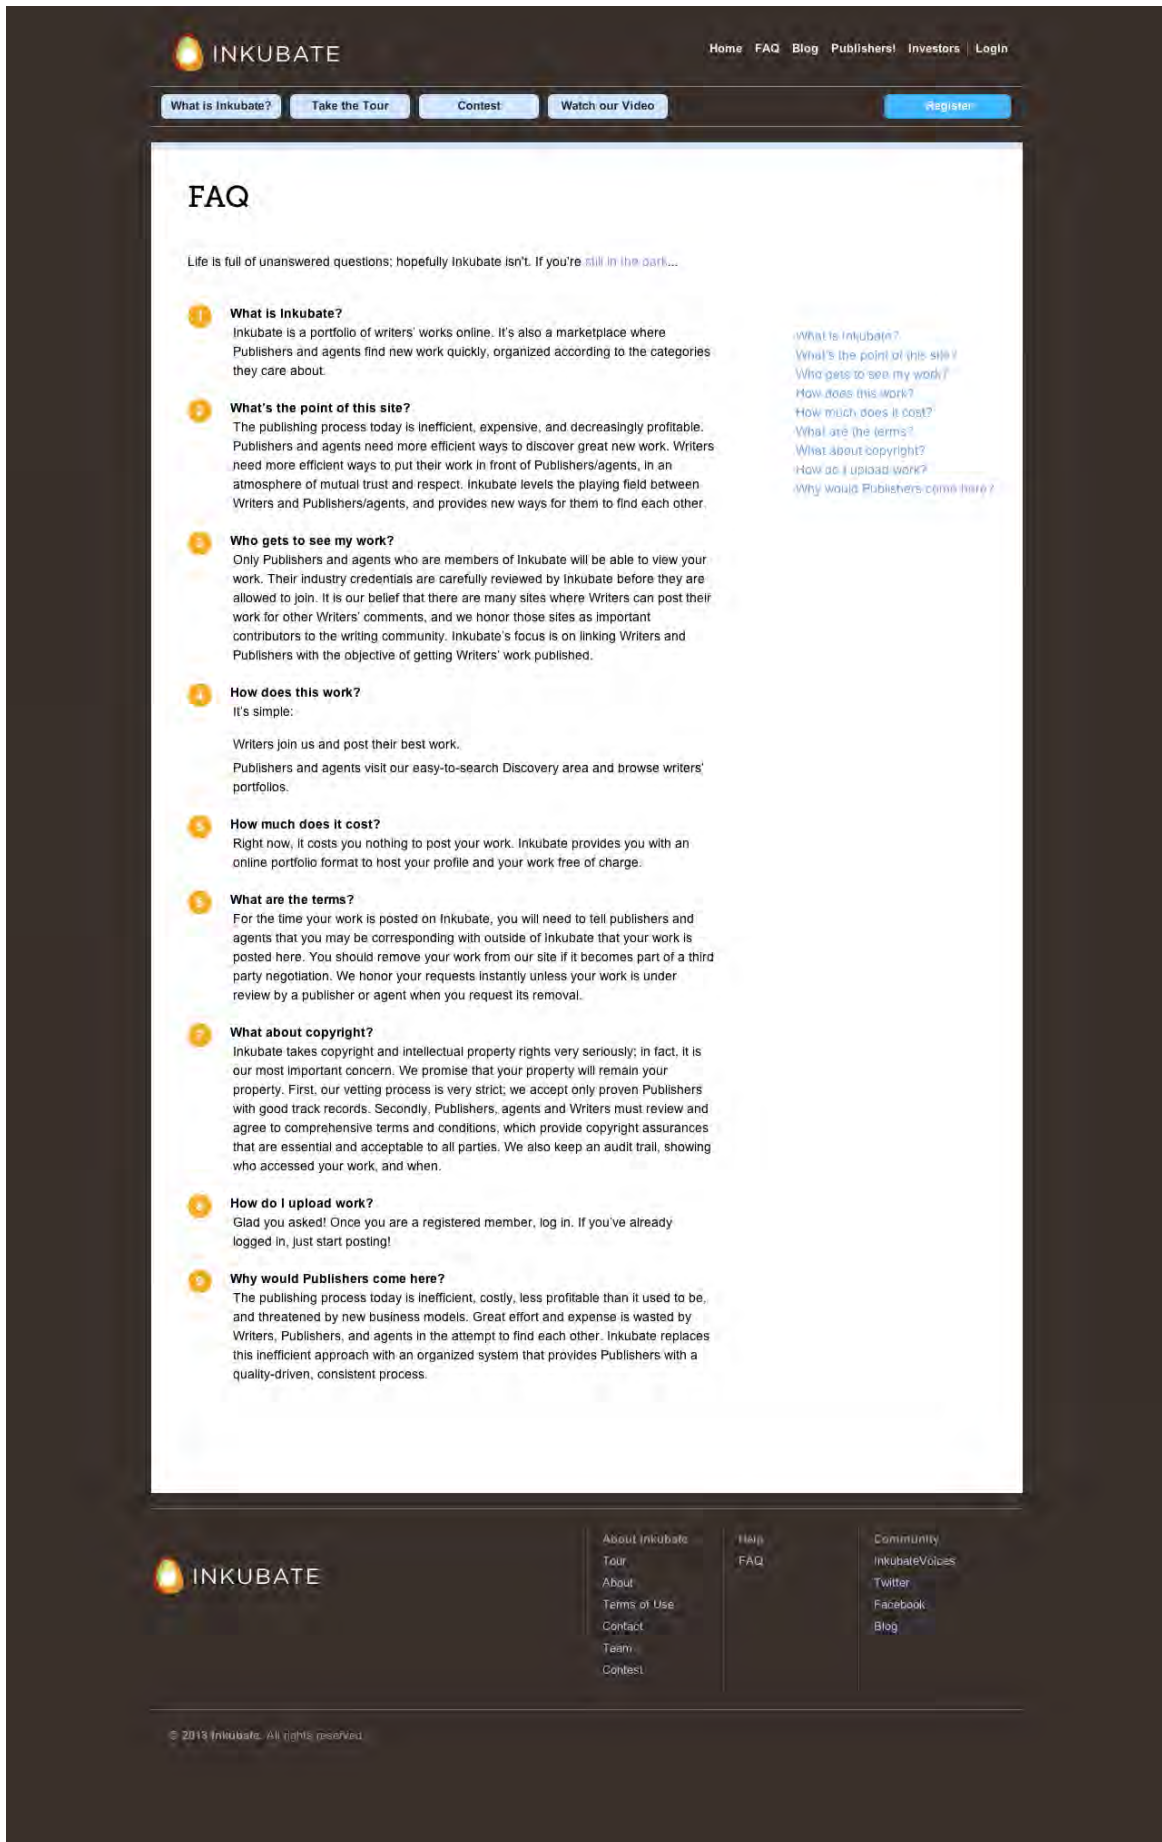 INKUBATE
Home FAQ Blog Publishers! Investors | Login
What is Inkubate? Take the Tour Contest Watch our Video Register
FAQ
Life is full of unanswered questions; hopefully Inkubate isn't. If you're still in the dark...
1 What is Inkubate?
Inkubate is a portfolio of writers' works online. It's also a marketplace where
Publishers and agents find new work quickly, organized according to the categories
they care about.
2 What's the point of this site?
The publishing process today is inefficient, expensive, and decreasingly profitable.
Publishers and agents need more efficient ways to discover great new work. Writers
need more efficient ways to put their work in front of Publishers/agents, in an
atmosphere of mutual trust and respect. Inkubate levels the playing field between
Writers and Publishers/agents, and provides new ways for them to find each other.
3 Who gets to see my work?
Only Publishers and agents who are members of Inkubate will be able to view your
work. Their industry credentials are carefully reviewed by Inkubate before they are
allowed to join. It is our belief that there are many sites where Writers can post their
work for other Writers' comments, and we honor those sites as important
contributors to the writing community. Inkubate's focus is on linking Writers and
Publishers with the objective of getting Writers' work published.
4 How does this work?
It's simple:
Writers join us and post their best work.
Publishers and agents visit our easy-to-search Discovery area and browse writers'
portfolios.
5 How much does it cost?
Right now, it costs you nothing to post your work. Inkubate provides you with an
online portfolio format to host your profile and your work free of charge.
6 What are the terms?
For the time your work is posted on Inkubate, you will need to tell publishers and
agents that you may be corresponding with outside of Inkubate that your work is
posted here. You should remove your work from our site if it becomes part of a third
party negotiation. We honor your requests instantly unless your work is under
review by a publisher or agent when you request its removal.
7 What about copyright?
Inkubate takes copyright and intellectual property rights very seriously; in fact, it is
our most important concern. We promise that your property will remain your
property. First, our vetting process is very strict; we accept only proven Publishers
with good track records. Secondly, Publishers, agents and Writers must review and
agree to comprehensive terms and conditions, which provide copyright assurances
that are essential and acceptable to all parties. We also keep an audit trail, showing
who accessed your work, and when.
8 How do I upload work?
Glad you asked! Once you are a registered member, log in. If you've already
logged in, just start posting!
9 Why would Publishers come here?
The publishing process today is inefficient, costly, less profitable than it used to be,
and threatened by new business models. Great effort and expense is wasted by
Writers, Publishers, and agents in the attempt to find each other. Inkubate replaces
this inefficient approach with an organized system that provides Publishers with a
quality-driven, consistent process.
What is Inkubate?
What's the point of this site?
Who gets to see my work?
How does this work?
How much does it cost?
What are the terms?
What about copyright?
How do I upload work?
Why would Publishers come here?
INKUBATE
About Inkubate
Tour
About
Terms of Use
Contact
Team
Contest
Help
FAQ
Community
InkubateVoices
Twitter
Facebook
Blog
© 2013 Inkubate. All rights reserved.